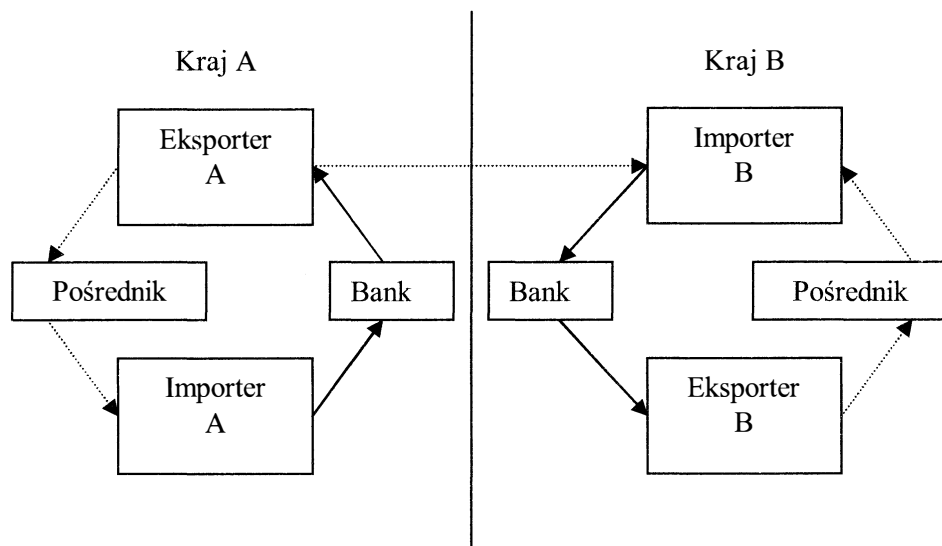 Kraj A
Kraj B
Eksporter
A
Importer
B
Pośrednik
Bank
Bank
Pośrednik
Importer
A
Eksporter
B